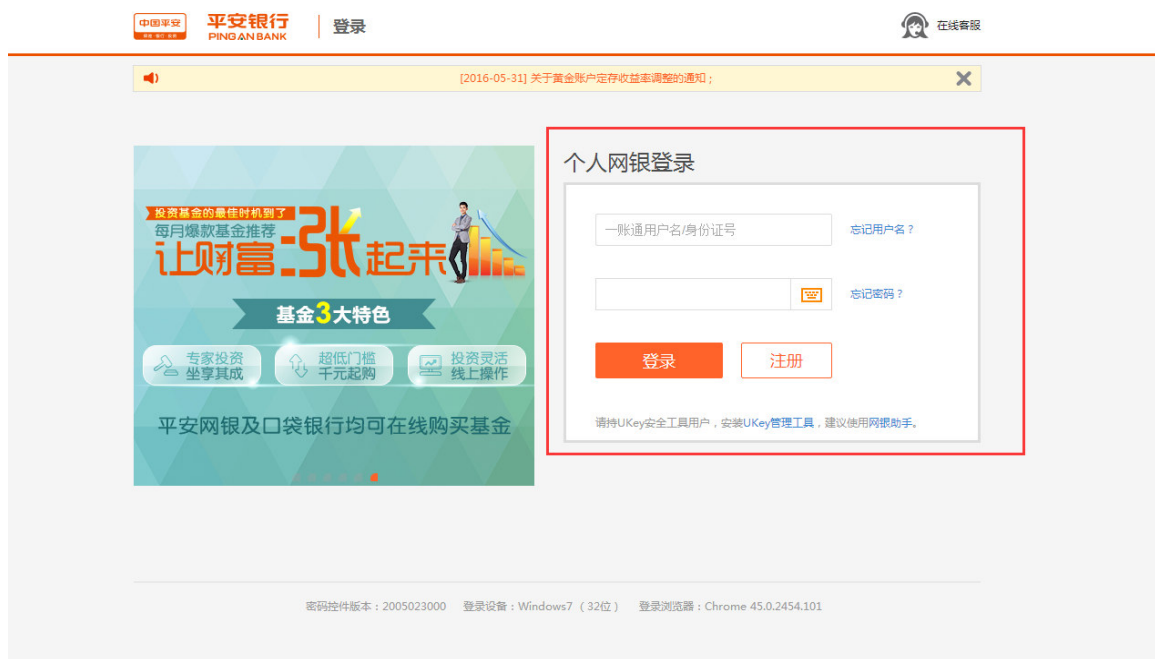 中国平安
平安银行
PING AN BANK
登录
在线客服
[2016-05-31] 关于黄金账户定存收益率调整的通知；
个人网银登录
投资基金的最佳时机到了
每月爆款基金推荐
让财富-张起来
基金3大特色
专家投资
坐享其成
超低门槛
千元起购
投资灵活
线上操作
平安网银及口袋银行均可在线购买基金
一账通用户名/身份证号
忘记用户名？
忘记密码？
登录
注册
请持UKey安全工具用户，安装UKey管理工具，建议使用网银助手。
密码控件版本：2005023000 登录设备：Windows7 （32位） 登录浏览器：Chrome 45.0.2454.101